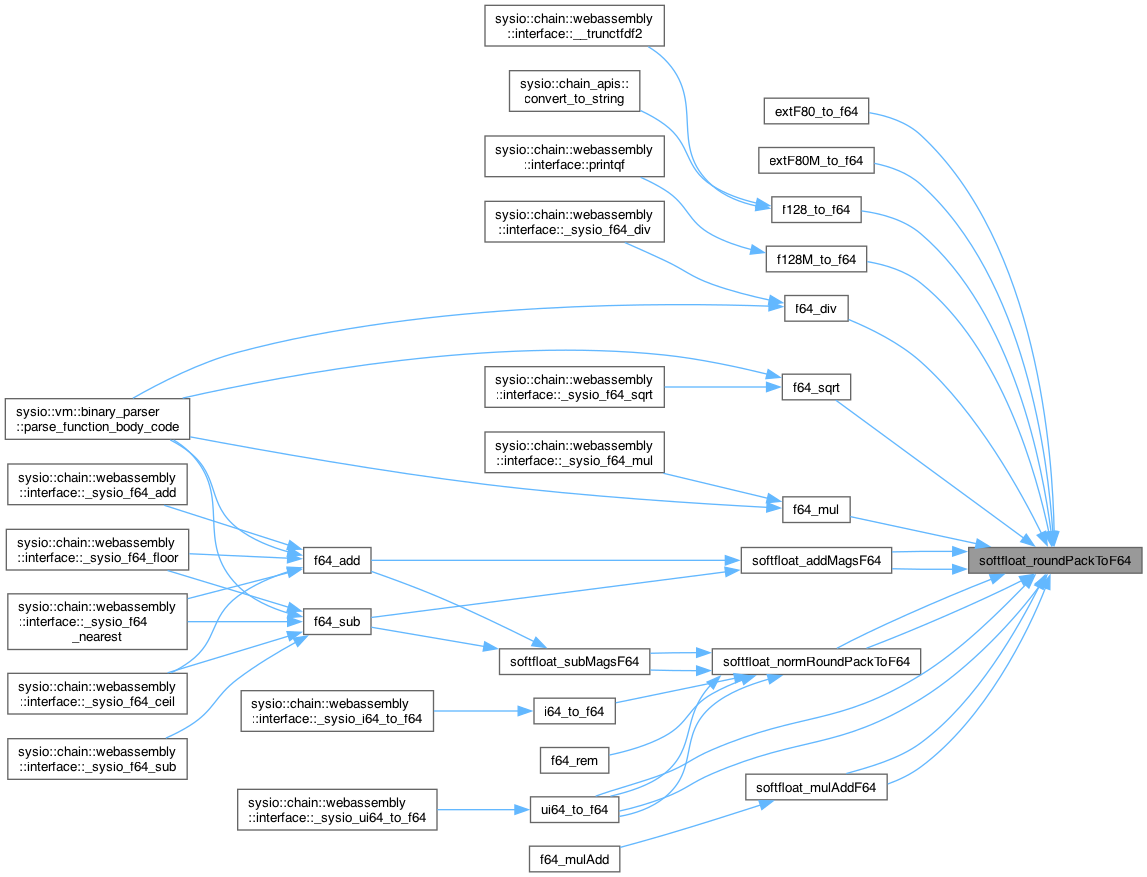 sysio::chain::webassembly
::interface::__trunctfdf2
sysio::chain_apis::
convert_to_string
extF80_to_f64
sysio::chain::webassembly
::interface::printqf
extF80M_to_f64
f128_to_f64
sysio::chain::webassembly
::interface::_sysio_f64_div
f128M_to_f64
f64_div
sysio::chain::webassembly
::interface::_sysio_f64_sqrt
f64_sqrt
sysio::vm::binary_parser
::parse_function_body_code
sysio::chain::webassembly
::interface::_sysio_f64_mul
f64_mul
sysio::chain::webassembly
::interface::_sysio_f64_add
sysio::chain::webassembly
::interface::_sysio_f64_floor
f64_add
softfloat_addMagsF64
softfloat_roundPackToF64
sysio::chain::webassembly
::interface::_sysio_f64
_nearest
f64_sub
softfloat_subMagsF64
softfloat_normRoundPackToF64
sysio::chain::webassembly
::interface::_sysio_f64_ceil
sysio::chain::webassembly
::interface::_sysio_i64_to_f64
i64_to_f64
sysio::chain::webassembly
::interface::_sysio_f64_sub
f64_rem
softfloat_mulAddF64
sysio::chain::webassembly
::interface::_sysio_ui64_to_f64
ui64_to_f64
f64_mulAdd